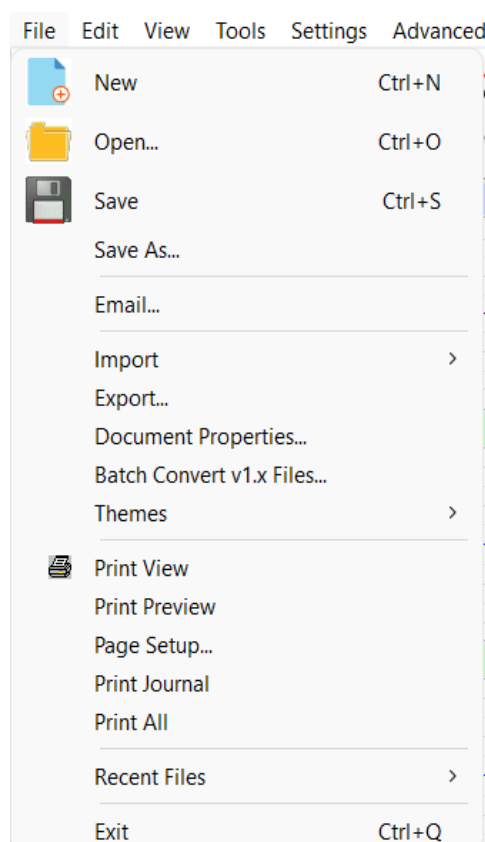 File Edit View Tools Settings Advanced
New Ctrl+N
Open... Ctrl+O
Save Ctrl+S
Save As...
Email...
Import
Export...
Document Properties...
Batch Convert v1.x Files...
Themes
Print View
Print Preview
Page Setup...
Print Journal
Print All
Recent Files
Exit Ctrl+Q